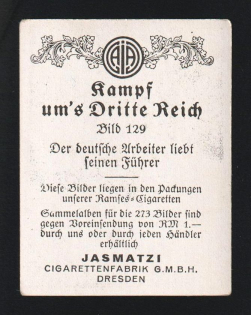 AJA
Kampf
um's Dritte Reich
Bild 129
Der deutsche Arbeiter liebt
seinen Führer
Diese Bilder liegen in den Packungen
unserer Ramses=Cigaretten
Sammelalben für die 273 Bilder sind
gegen Voreinsendung von RM 1.—
durch uns oder durch jeden Händler
erhältlich
JASMATZI
CIGARETTENFABRIK G.M.B.H.
DRESDEN